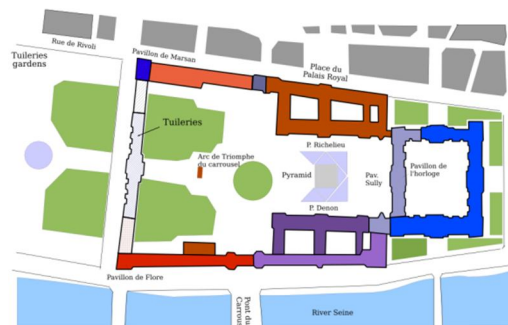 Rue de Rivoli
Pavillon de Marsan
Tuileries
gardens
Place du
Palais Royal
Tuileries
Arc de Triomphe
du carrousel
P. Richelieu
Pyramid
Pav.
Sully
Pavillon de
l'horloge
P. Denon
Pavillon de Flore
Pont du
Carrous
River Seine